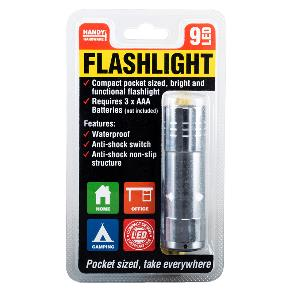 HANDY
HARDWARE
9 LED
FLASHLIGHT
Compact pocket sized, bright and
functional flashlight
Requires 3 x AAA
Batteries (not included)
Features:
Waterproof
Anti-shock switch
Anti-shock non-slip
structure
HOME
OFFICE
CAMPING
LED
Pocket sized, take everywhere